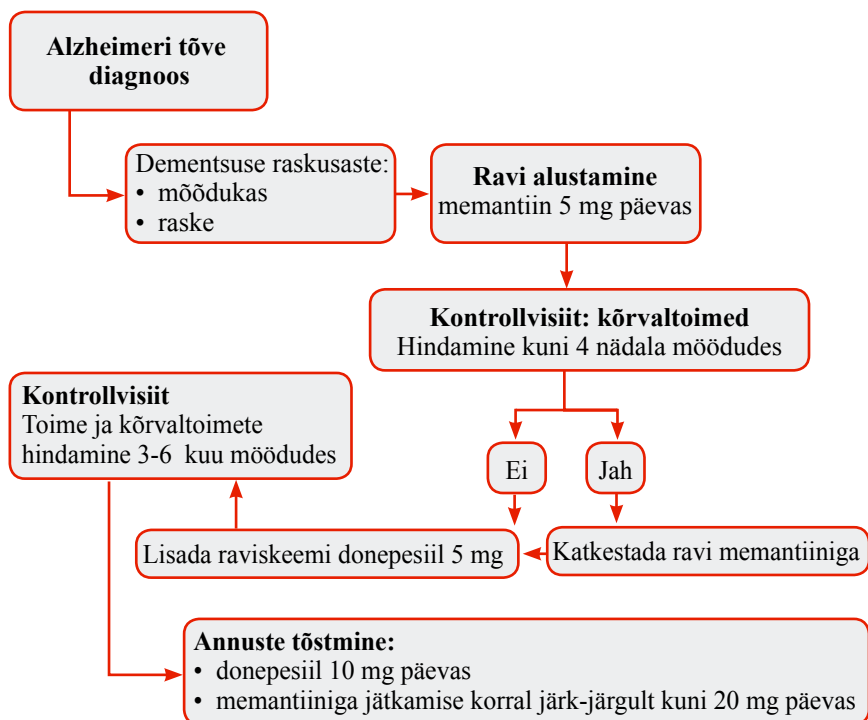 Alzheimeri tõve
diagnoos
Dementsuse raskusaste:
• mõõdukas
• raske
Ravi alustamine
memantiin 5 mg päevas
Kontrollvisiit: kõrvaltoimed
Hindamine kuni 4 nädala möödudes
Ei
Jah
Katkestada ravi memantiiniga
Lisada raviskeemi donepesiil 5 mg
Kontrollvisiit
Toime ja kõrvaltoimete
hindamine 3-6 kuu möödudes
Annuste tõstmine:
• donepesiil 10 mg päevas
• memantiiniga jätkamise korral järk-järgult kuni 20 mg päevas